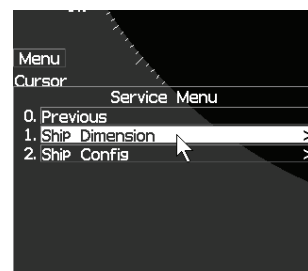 Menu
Cursor
Service Menu
0. Previous
1. Ship Dimension >
2. Ship Config >